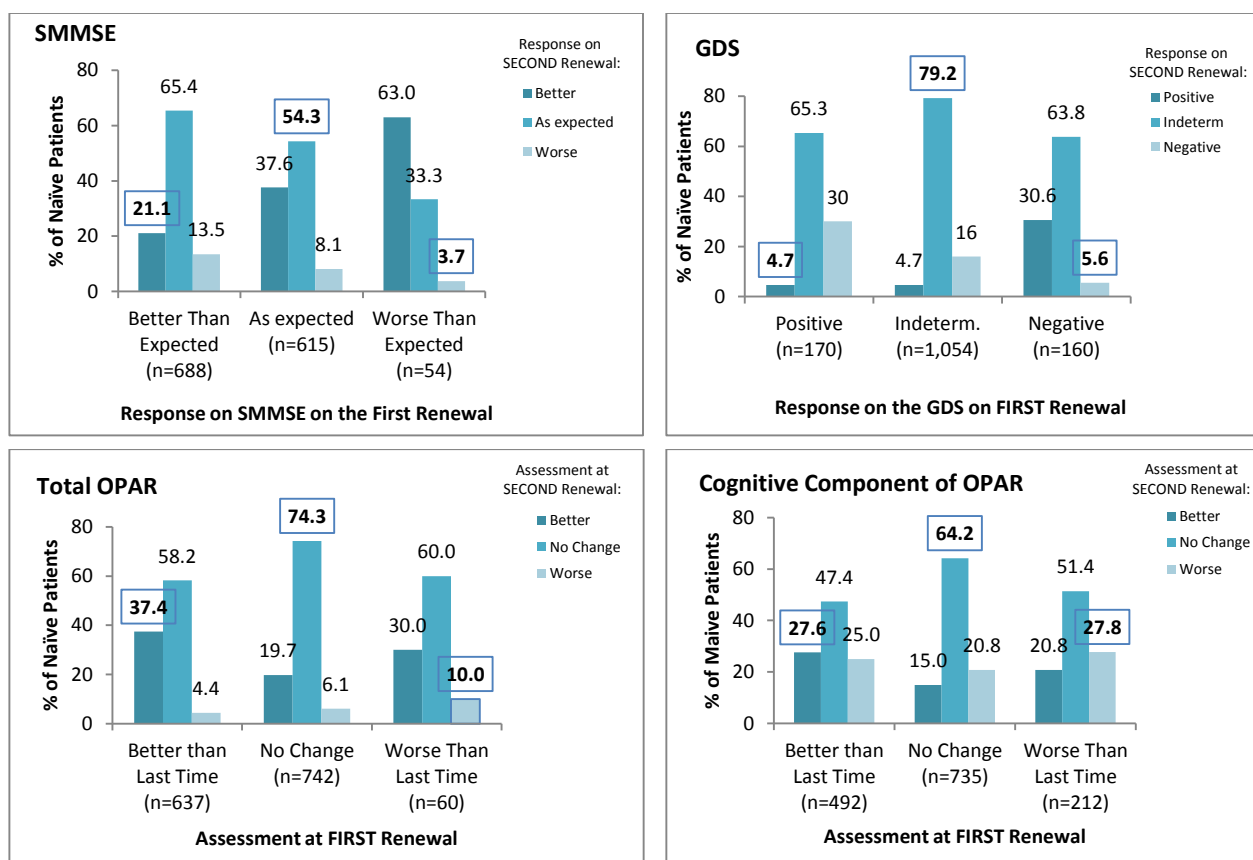 SMMSE
Response on
SECOND Renewal:
Better
As expected
Worse
% of Naïve Patients
80
60
40
20
0
21.1
65.4
13.5
37.6
54.3
8.1
63.0
33.3
3.7
Better Than
Expected
(n=688)
As expected
(n=615)
Worse Than
Expected
(n=54)
Response on SMMSE on the First Renewal
GDS
Response on
SECOND Renewal:
Positive
Indeterm
Negative
% of Naïve Patients
80
60
40
20
0
4.7
65.3
30
4.7
79.2
16
30.6
63.8
5.6
Positive
(n=170)
Indeterm.
(n=1,054)
Negative
(n=160)
Response on the GDS on FIRST Renewal
Total OPAR
Assessment at
SECOND Renewal:
Better
No Change
Worse
% of Naïve Patients
80
60
40
20
0
37.4
58.2
4.4
19.7
74.3
6.1
30.0
60.0
10.0
Better than
Last Time
(n=637)
No Change
(n=742)
Worse Than
Last Time
(n=60)
Assessment at FIRST Renewal
Cognitive Component of OPAR
Assessment at
SECOND Renewal:
Better
No Change
Worse
% of Maive Patients
80
60
40
20
0
27.6
47.4
25.0
15.0
64.2
20.8
20.8
51.4
27.8
Better than
Last Time
(n=492)
No Change
(n=735)
Worse Than
Last Time
(n=212)
Assessment at FIRST Renewal